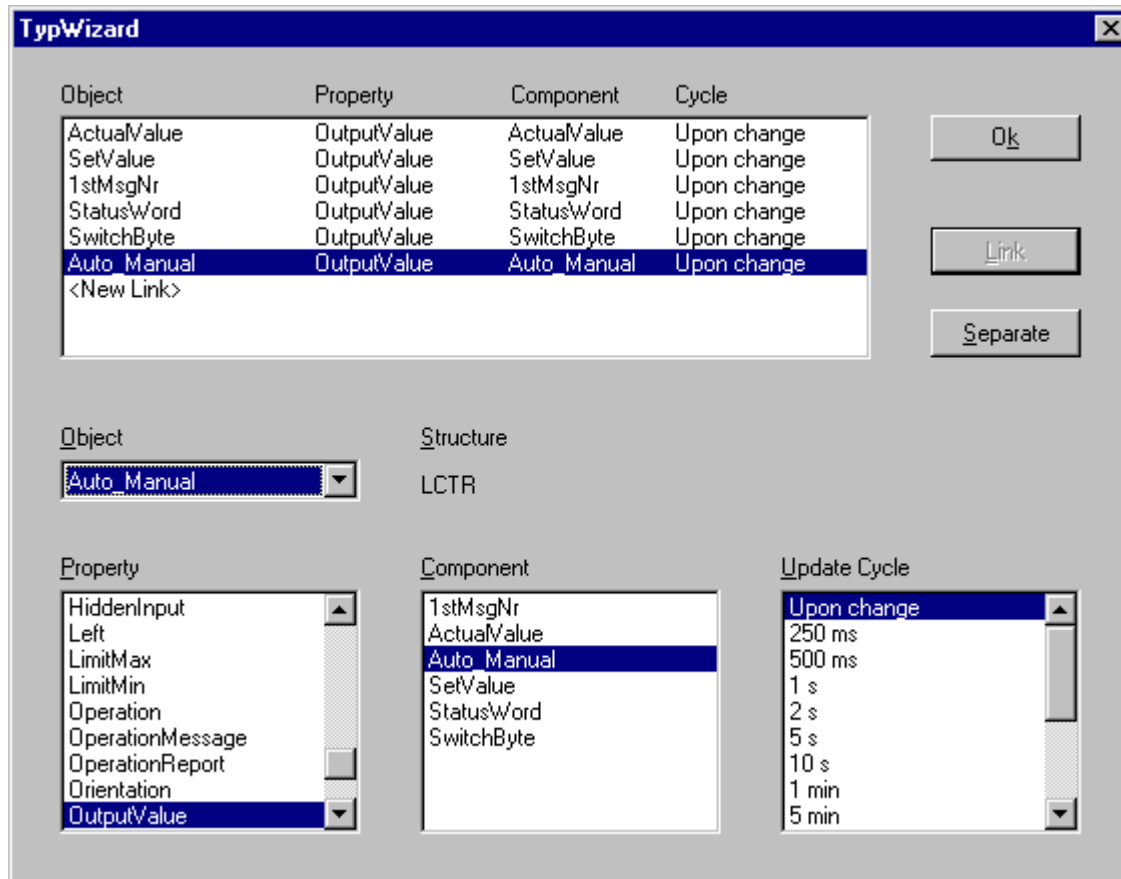 TypWizard
Object Property Component Cycle
ActualValue OutputValue ActualValue Upon change
SetValue OutputValue SetValue Upon change
1stMsgNr OutputValue 1stMsgNr Upon change
StatusWord OutputValue StatusWord Upon change
SwitchByte OutputValue SwitchByte Upon change
Auto_Manual OutputValue Auto_Manual Upon change
<New Link>
Ok
Link
Separate
Object
Auto_Manual
Structure
LCTR
Property
HiddenInput
Left
LimitMax
LimitMin
Operation
OperationMessage
OperationReport
Orientation
OutputValue
Component
1stMsgNr
ActualValue
Auto_Manual
SetValue
StatusWord
SwitchByte
Update Cycle
Upon change
250 ms
500 ms
1 s
2 s
5 s
10 s
1 min
5 min